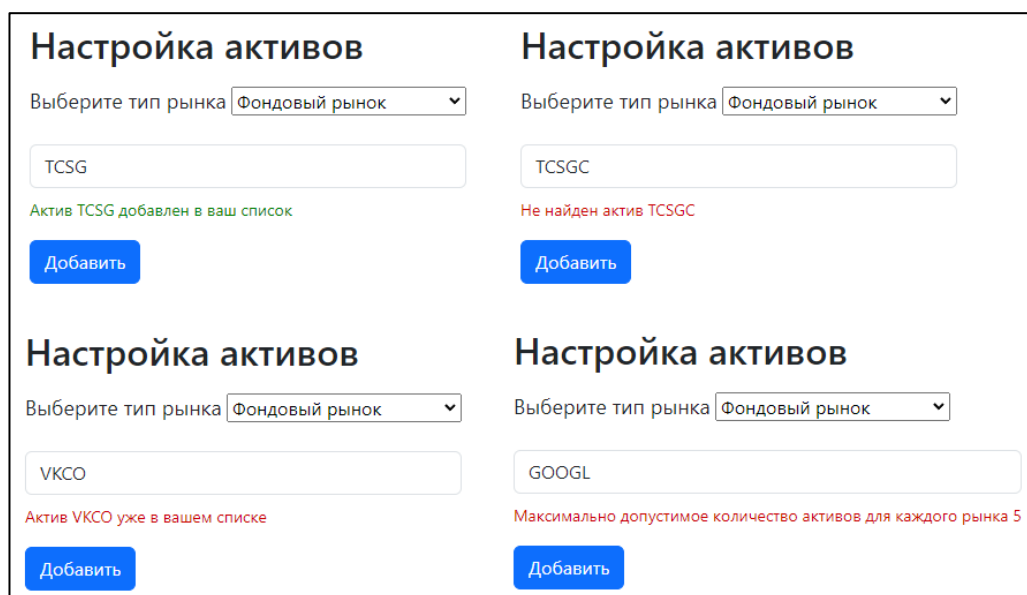 Настройка активов
Выберите тип рынка Фондовый рынок
TCSG
Актив TCSG добавлен в ваш список
Добавить
Настройка активов
Выберите тип рынка Фондовый рынок
TCSGC
Не найден актив TCSGC
Добавить
Настройка активов
Выберите тип рынка Фондовый рынок
VKCO
Актив VKCO уже в вашем списке
Добавить
Настройка активов
Выберите тип рынка Фондовый рынок
GOOGL
Максимально допустимое количество активов для каждого рынка 5
Добавить